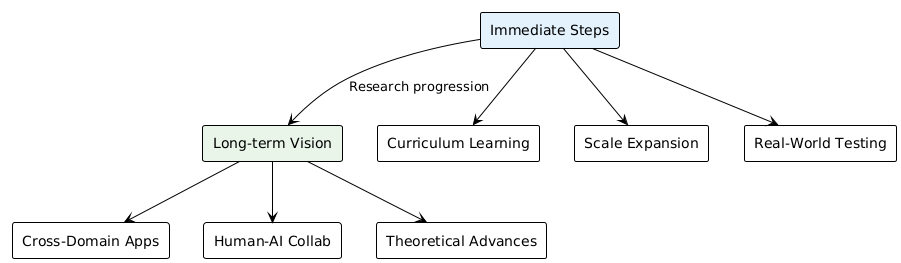 Immediate Steps
Research progression
Long-term Vision
Curriculum Learning
Scale Expansion
Real-World Testing
Cross-Domain Apps
Human-AI Collab
Theoretical Advances